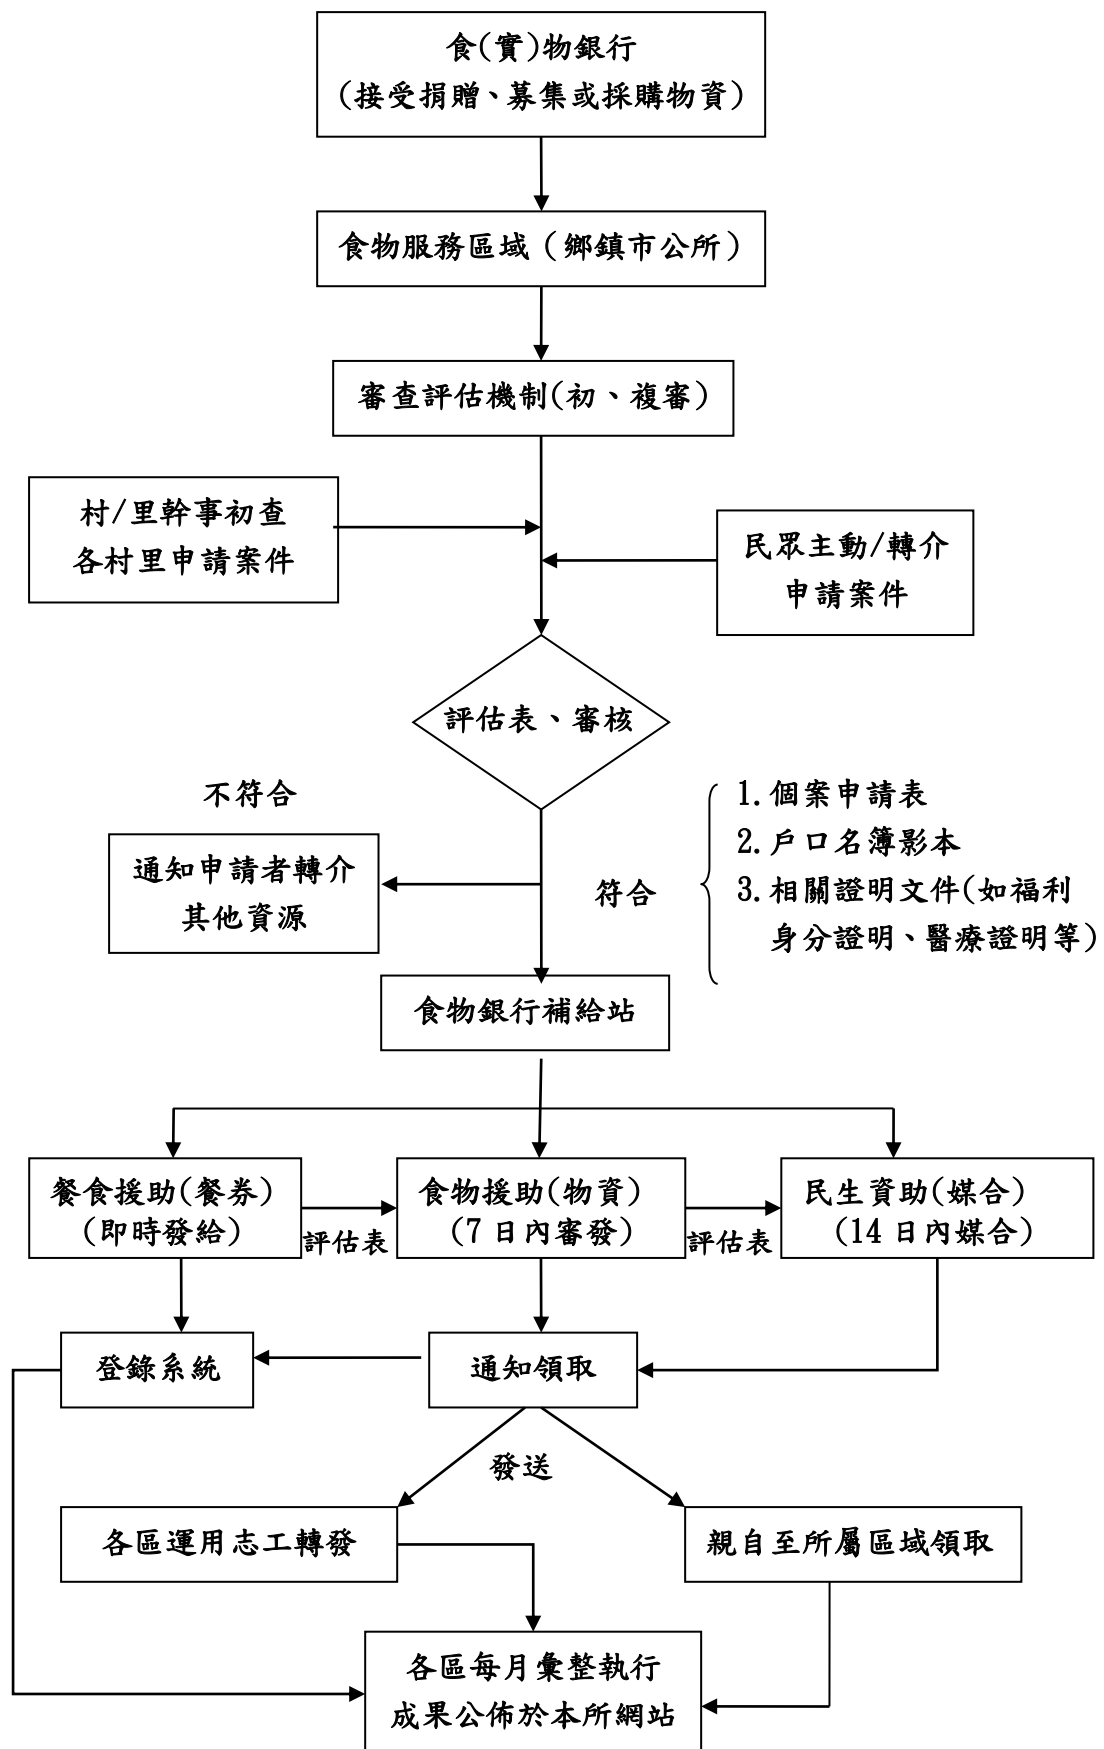 食(實)物銀行
(接受捐贈、募集或採購物資)
食物服務區域（鄉鎮市公所）
審查評估機制(初、複審)
村/里幹事初查
各村里申請案件
民眾主動/轉介
申請案件
評估表、審核
不符合
通知申請者轉介
其他資源
符合
1.個案申請表
2.戶口名簿影本
3.相關證明文件(如福利
身分證明、醫療證明等)
食物銀行補給站
餐食援助(餐券)
(即時發給)
評估表
食物援助(物資)
(7 日內審發)
評估表
民生資助(媒合)
(14 日內媒合)
登錄系統
通知領取
發送
各區運用志工轉發
親自至所屬區域領取
各區每月彙整執行
成果公佈於本所網站